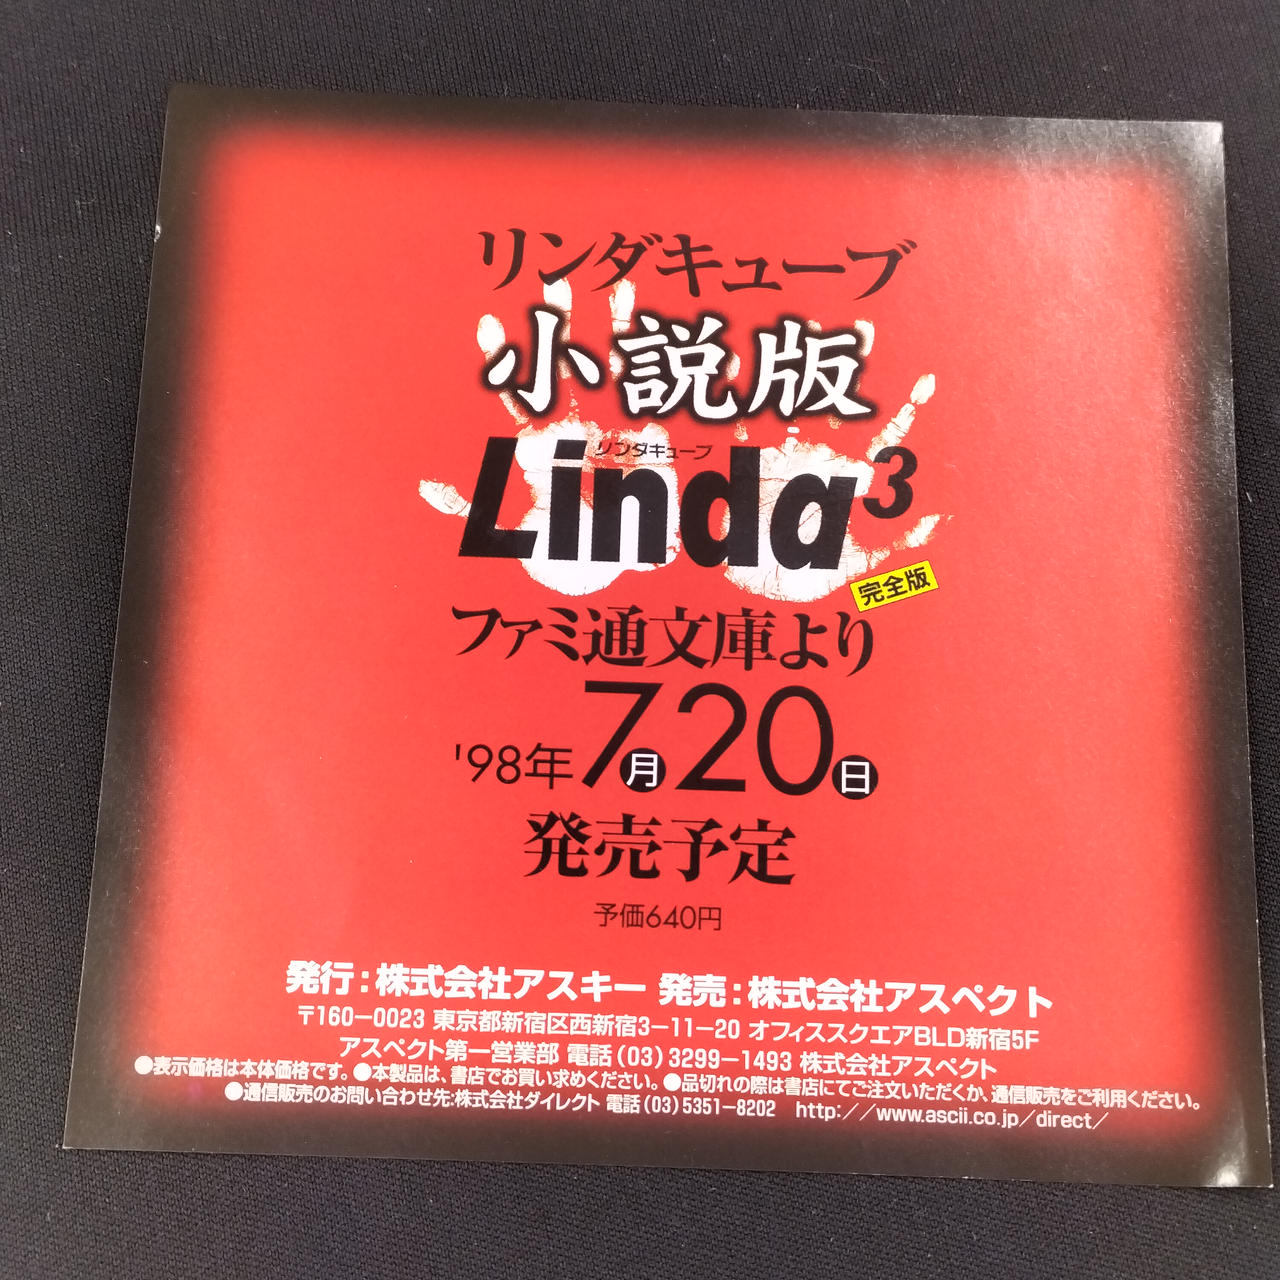 リンダキューブ
小説版
リンダキューブ
Linda³
完全版
ファミ通文庫より
'98年7月20日
発売予定
予価640円
発行：株式会社アスキー 発売：株式会社アスペクト
〒160－0023 東京都新宿区西新宿3－11－20 オフィススクエアBLD新宿5F
アスペクト第一営業部 電話（03）3299－1493 株式会社アスペクト
●表示価格は本体価格です。●本製品は、書店でお買い求めください。●品切れの際は書店にてご注文いただくか、通信販売をご利用ください。
●通信販売のお問い合わせ先:株式会社ダイレクト 電話（03）5351－8202 http：//www.ascii.co.jp/direct/